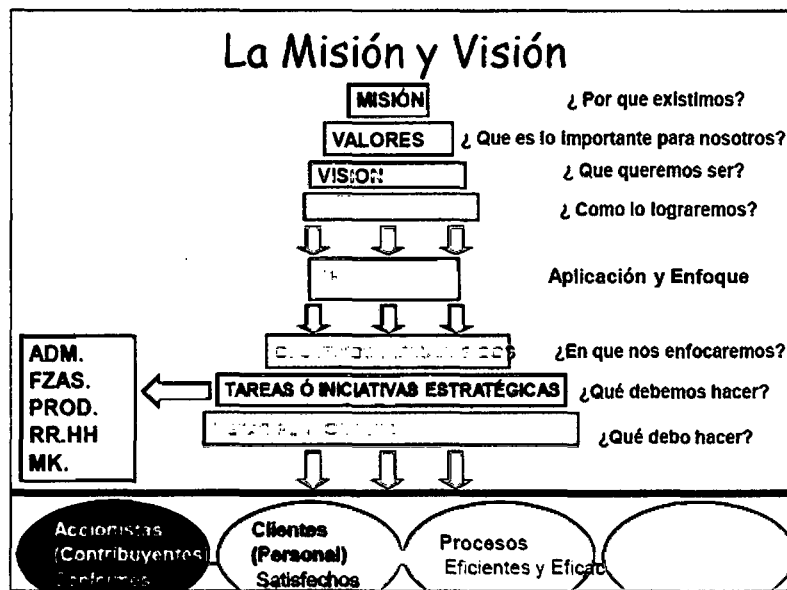 La Misión y Visión
MISIÓN
¿ Por que existimos?
VALORES
¿ Que es lo importante para nosotros?
VISION
¿ Que queremos ser?
¿ Como lo lograremos?
Aplicación y Enfoque
¿En que nos enfocaremos?
TAREAS Ó INICIATIVAS ESTRATÉGICAS
¿Qué debemos hacer?
¿Qué debo hacer?
ADM.
FZAS.
PROD.
RR.HH
MK.
Accionistas
(Contribuyentes)
Clientes
(Personal)
Satisfechos
Procesos
Eficientes y Eficac